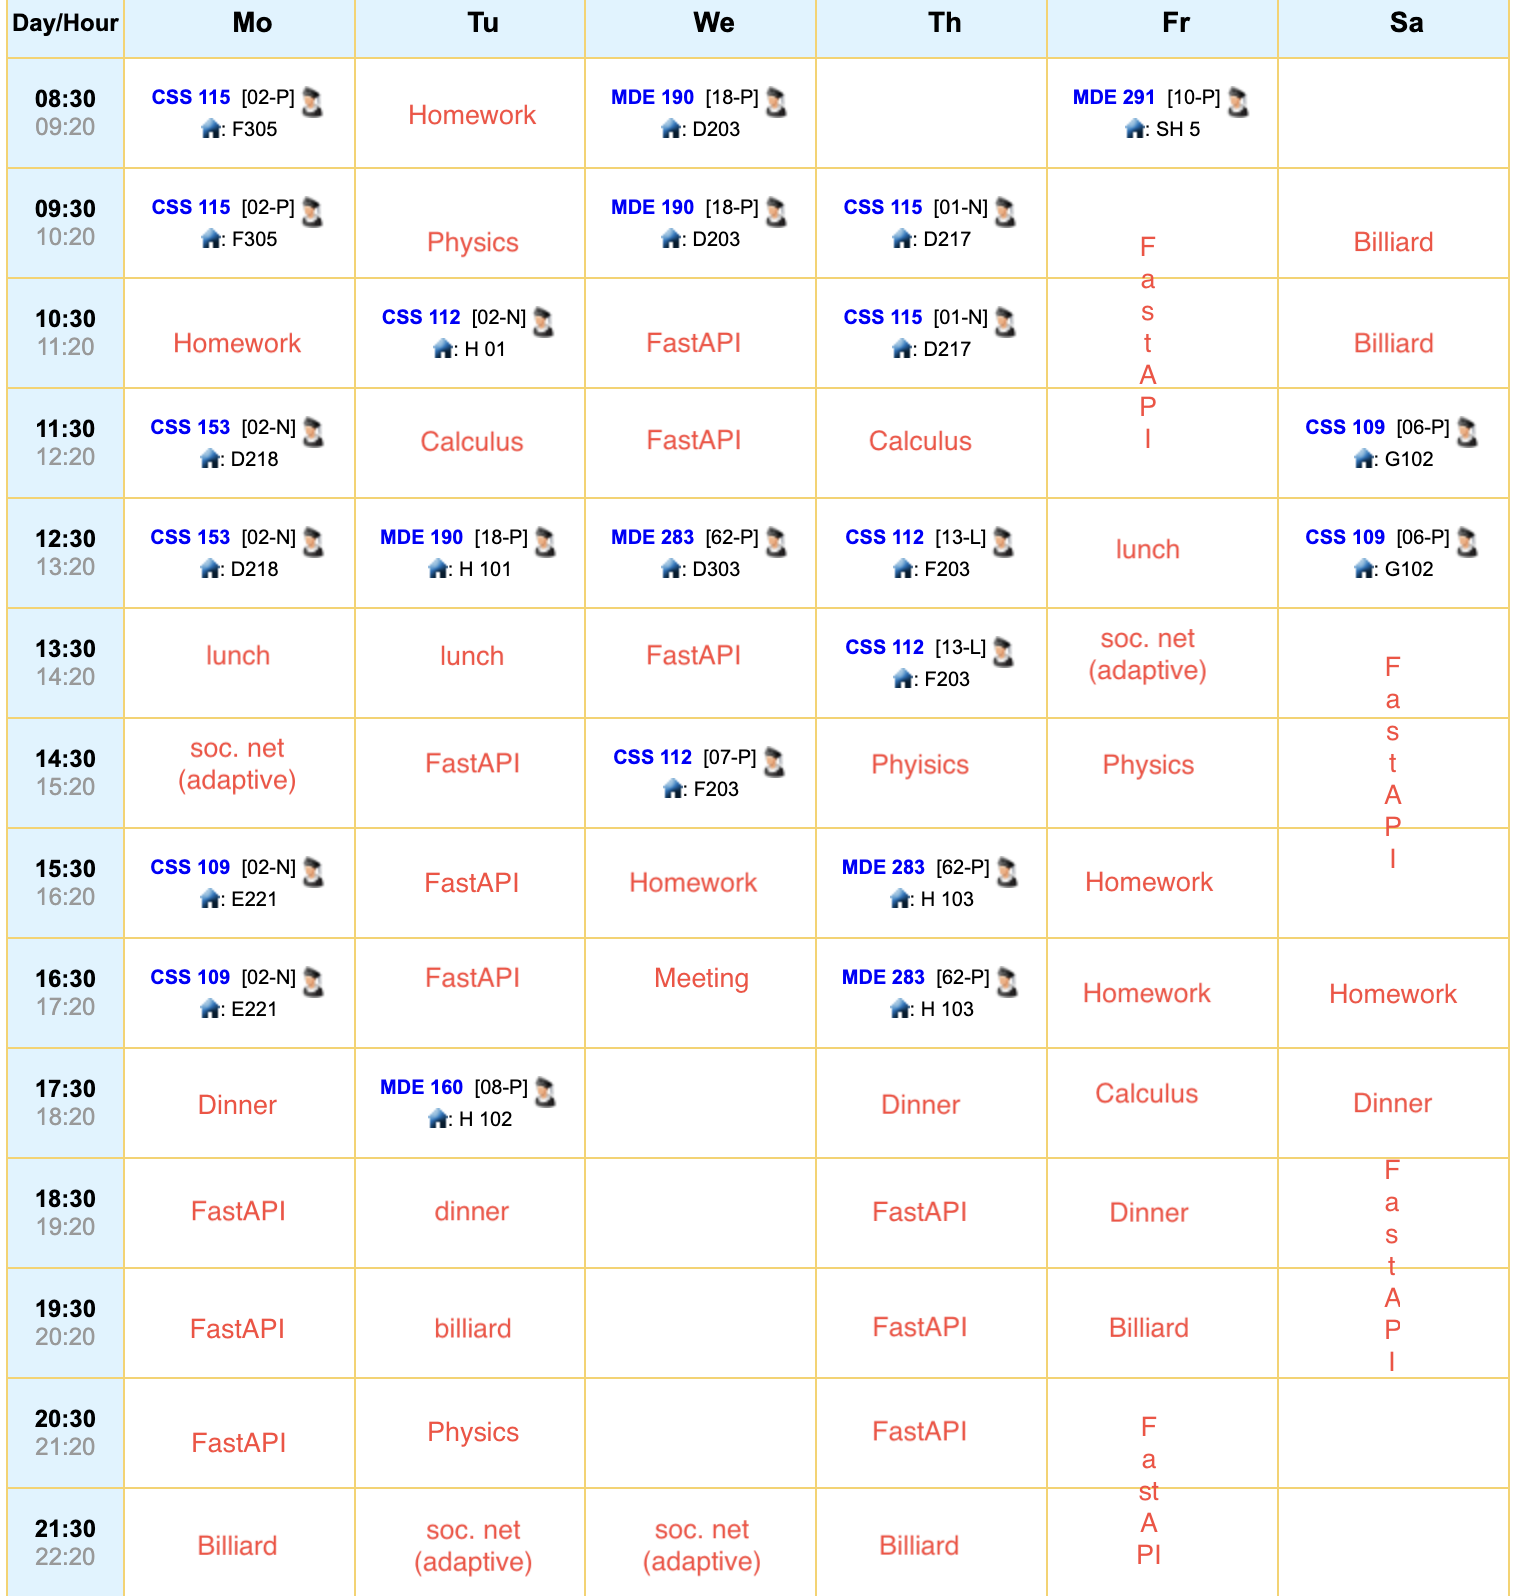 Day/Hour Mo Tu We Th Fr Sa
08:30 CSS 115 [02-P] Homework MDE 190 [18-P] MDE 291 [10-P]
09:20 : F305 : D203 : SH 5
09:30 CSS 115 [02-P] MDE 190 [18-P] CSS 115 [01-N]
10:20 : F305 Physics : D203 : D217 F Billiard
a
10:30 CSS 112 [02-N] CSS 115 [01-N] s
11:20 Homework : H 01 FastAPI : D217 t Billiard
A
P
11:30 CSS 153 [02-N] CSS 109 [06-P]
12:20 : D218 Calculus FastAPI Calculus I : G102
12:30 CSS 153 [02-N] MDE 190 [18-P] MDE 283 [62-P] CSS 112 [13-L] lunch CSS 109 [06-P]
13:20 : D218 : H 101 : D303 : F203 : G102
13:30 lunch lunch FastAPI CSS 112 [13-L] soc. net F
14:20 : F203 (adaptive) a
s
14:30 soc. net FastAPI CSS 112 [07-P] Phyisics Physics t
15:20 (adaptive) : F203 A
P
15:30 CSS 109 [02-N] FastAPI Homework MDE 283 [62-P] Homework I
16:20 : E221 : H 103
16:30 CSS 109 [02-N] FastAPI Meeting MDE 283 [62-P] Homework Homework
17:20 : E221 : H 103
17:30 Dinner MDE 160 [08-P] Dinner Calculus Dinner
18:20 : H 102
F
18:30 FastAPI dinner FastAPI Dinner a
19:20 s
t
19:30 FastAPI billiard FastAPI Billiard A
20:20 P
I
20:30 FastAPI Physics FastAPI F
21:20 a
st
21:30 Billiard soc. net soc. net Billiard A
22:20 (adaptive) (adaptive) PI